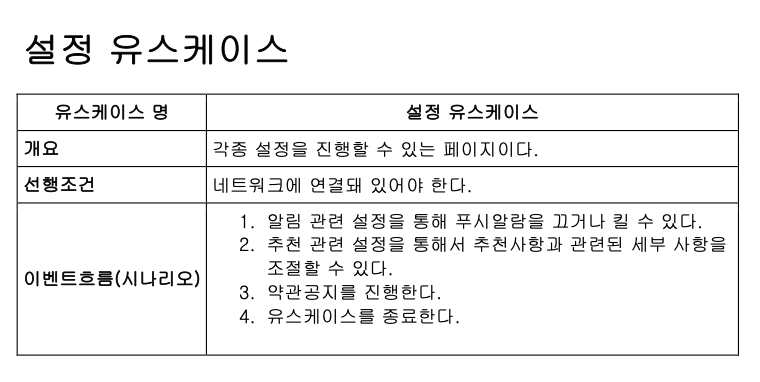 설정 유스케이스
유스케이스 명 설정 유스케이스
개요 각종 설정을 진행할 수 있는 페이지이다.
선행조건 네트워크에 연결돼 있어야 한다.
이벤트흐름(시나리오)
1. 알림 관련 설정을 통해 푸시알람을 끄거나 킬 수 있다.
2. 추천 관련 설정을 통해서 추천사항과 관련된 세부 사항을
조절할 수 있다.
3. 약관공지를 진행한다.
4. 유스케이스를 종료한다.